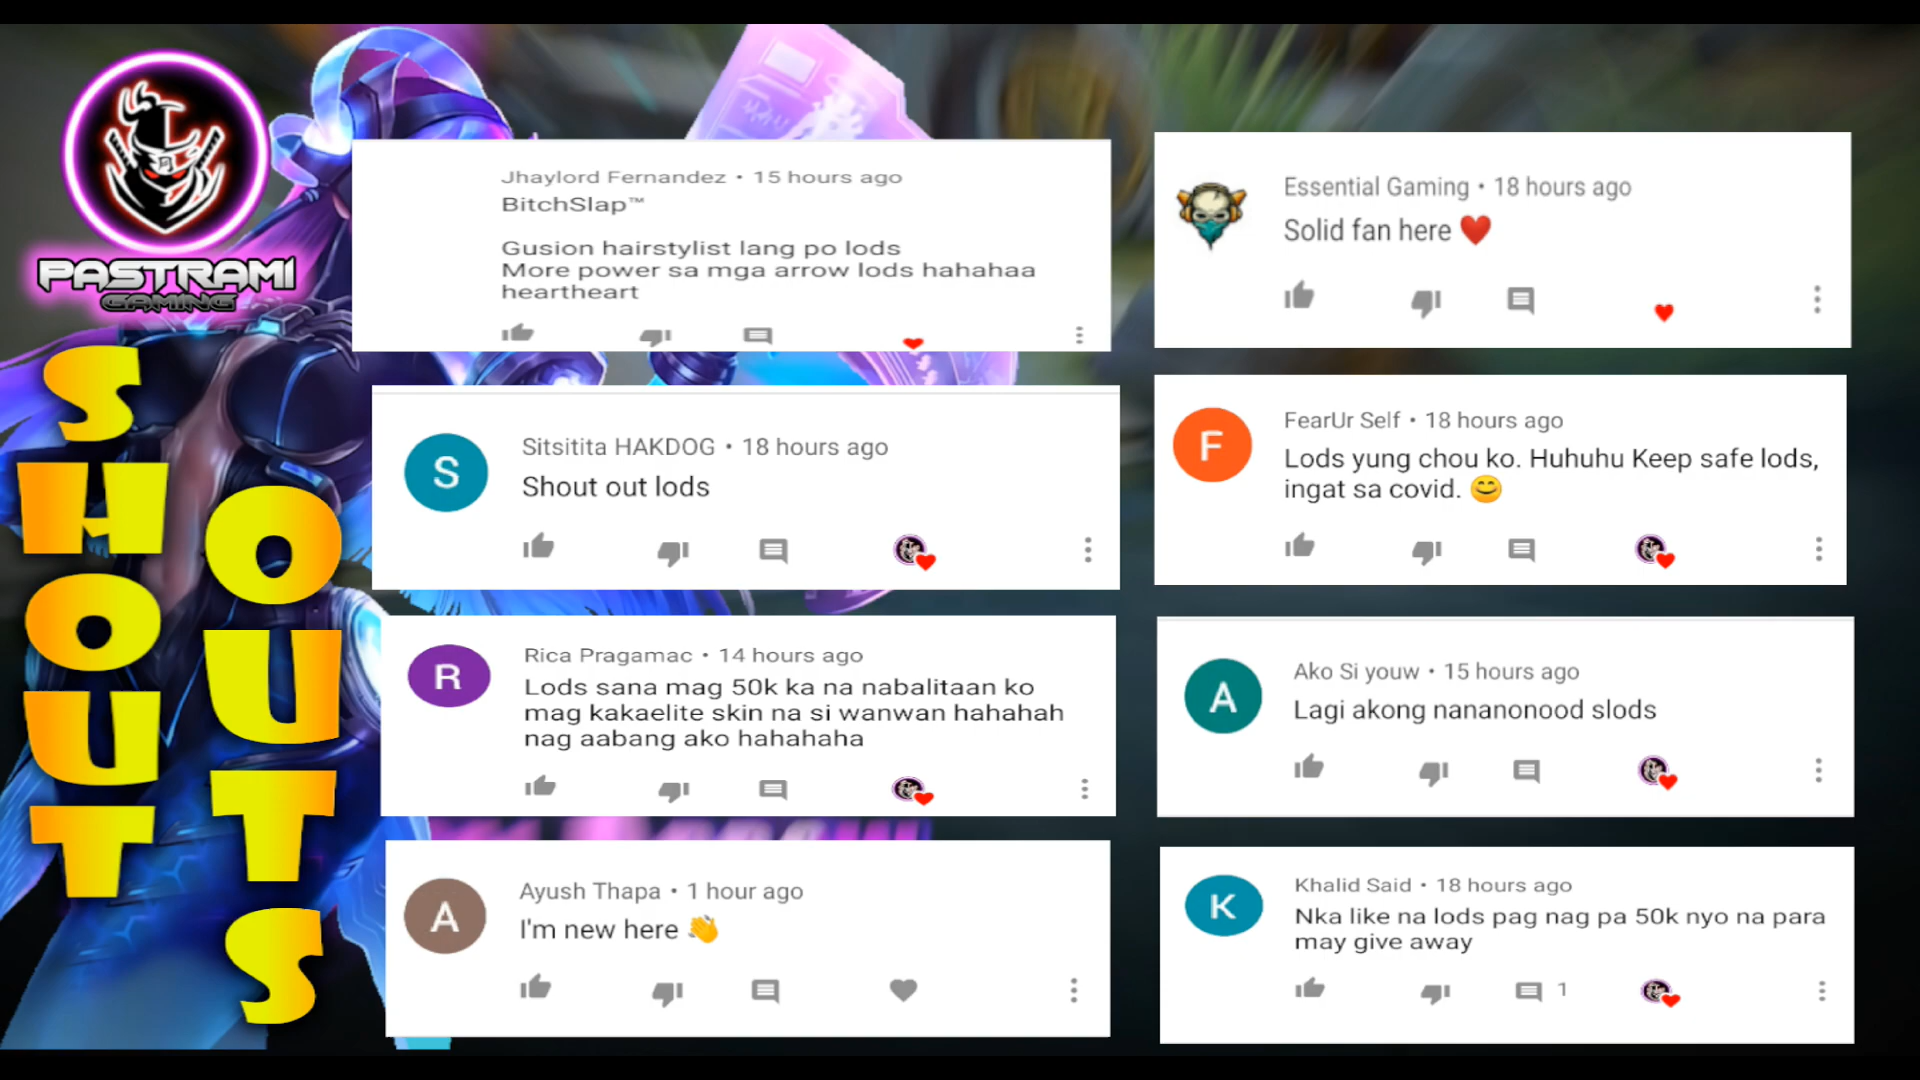 PASTRAMI
GAMING
SHOUT
OUTS
Jhaylord Fernandez • 15 hours ago
BitchSlap™
Gusion hairstylist lang po lods
More power sa mga arrow lods hahahaa
heartheart
Essential Gaming • 18 hours ago
Solid fan here ❤️
S
Sitsitita HAKDOG • 18 hours ago
Shout out lods
F
FearUr Self • 18 hours ago
Lods yung chou ko. Huhuhu Keep safe lods,
ingat sa covid. 😊
R
Rica Pragamac • 14 hours ago
Lods sana mag 50k ka na nabalitaan ko
mag kakaelite skin na si wanwan hahahah
nag aabang ako hahahaha
A
Ako Si youw • 15 hours ago
Lagi akong nananonood slods
A
Ayush Thapa • 1 hour ago
I'm new here 👋
K
Khalid Said • 18 hours ago
Nka like na lods pag nag pa 50k nyo na para
may give away
1